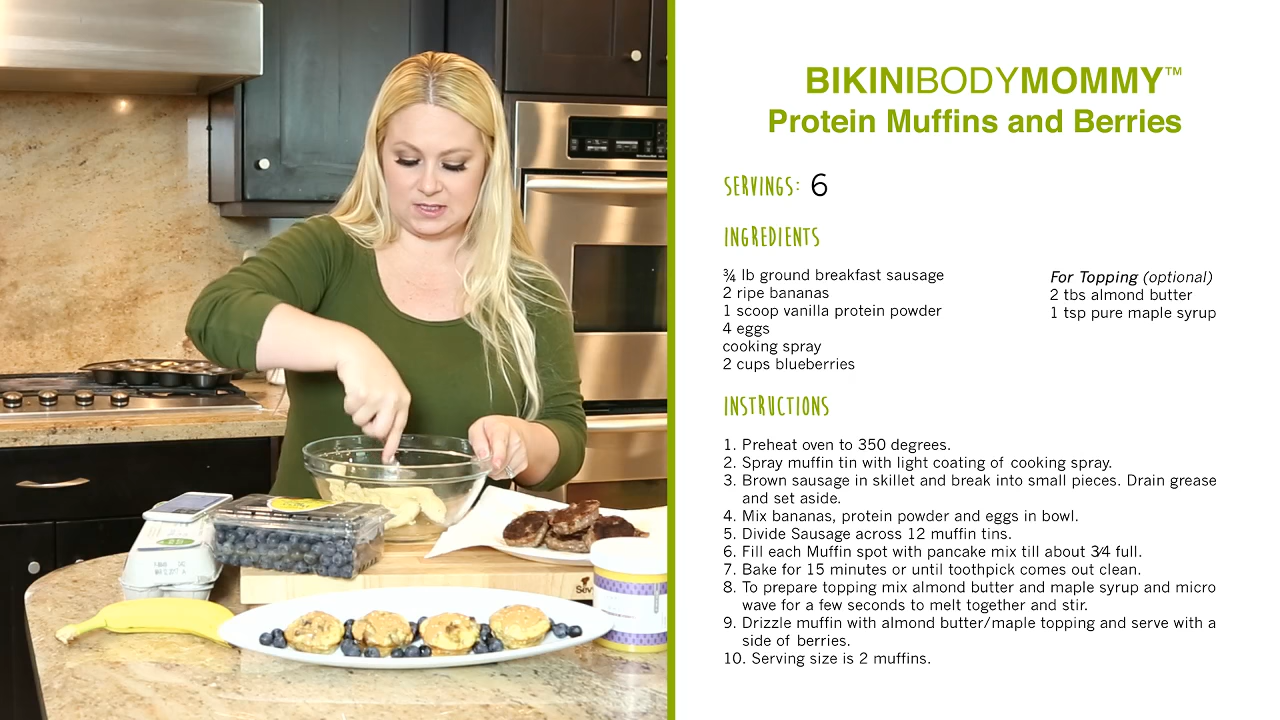 BIKINIBODYMOMMY™
Protein Muffins and Berries
SERVINGS: 6
INGREDIENTS
¾ lb ground breakfast sausage
2 ripe bananas
1 scoop vanilla protein powder
4 eggs
cooking spray
2 cups blueberries
For Topping (optional)
2 tbs almond butter
1 tsp pure maple syrup
INSTRUCTIONS
1. Preheat oven to 350 degrees.
2. Spray muffin tin with light coating of cooking spray.
3. Brown sausage in skillet and break into small pieces. Drain grease
and set aside.
4. Mix bananas, protein powder and eggs in bowl.
5. Divide Sausage across 12 muffin tins.
6. Fill each Muffin spot with pancake mix till about 3⁄4 full.
7. Bake for 15 minutes or until toothpick comes out clean.
8. To prepare topping mix almond butter and maple syrup and micro
wave for a few seconds to melt together and stir.
9. Drizzle muffin with almond butter/maple topping and serve with a
side of berries.
10. Serving size is 2 muffins.